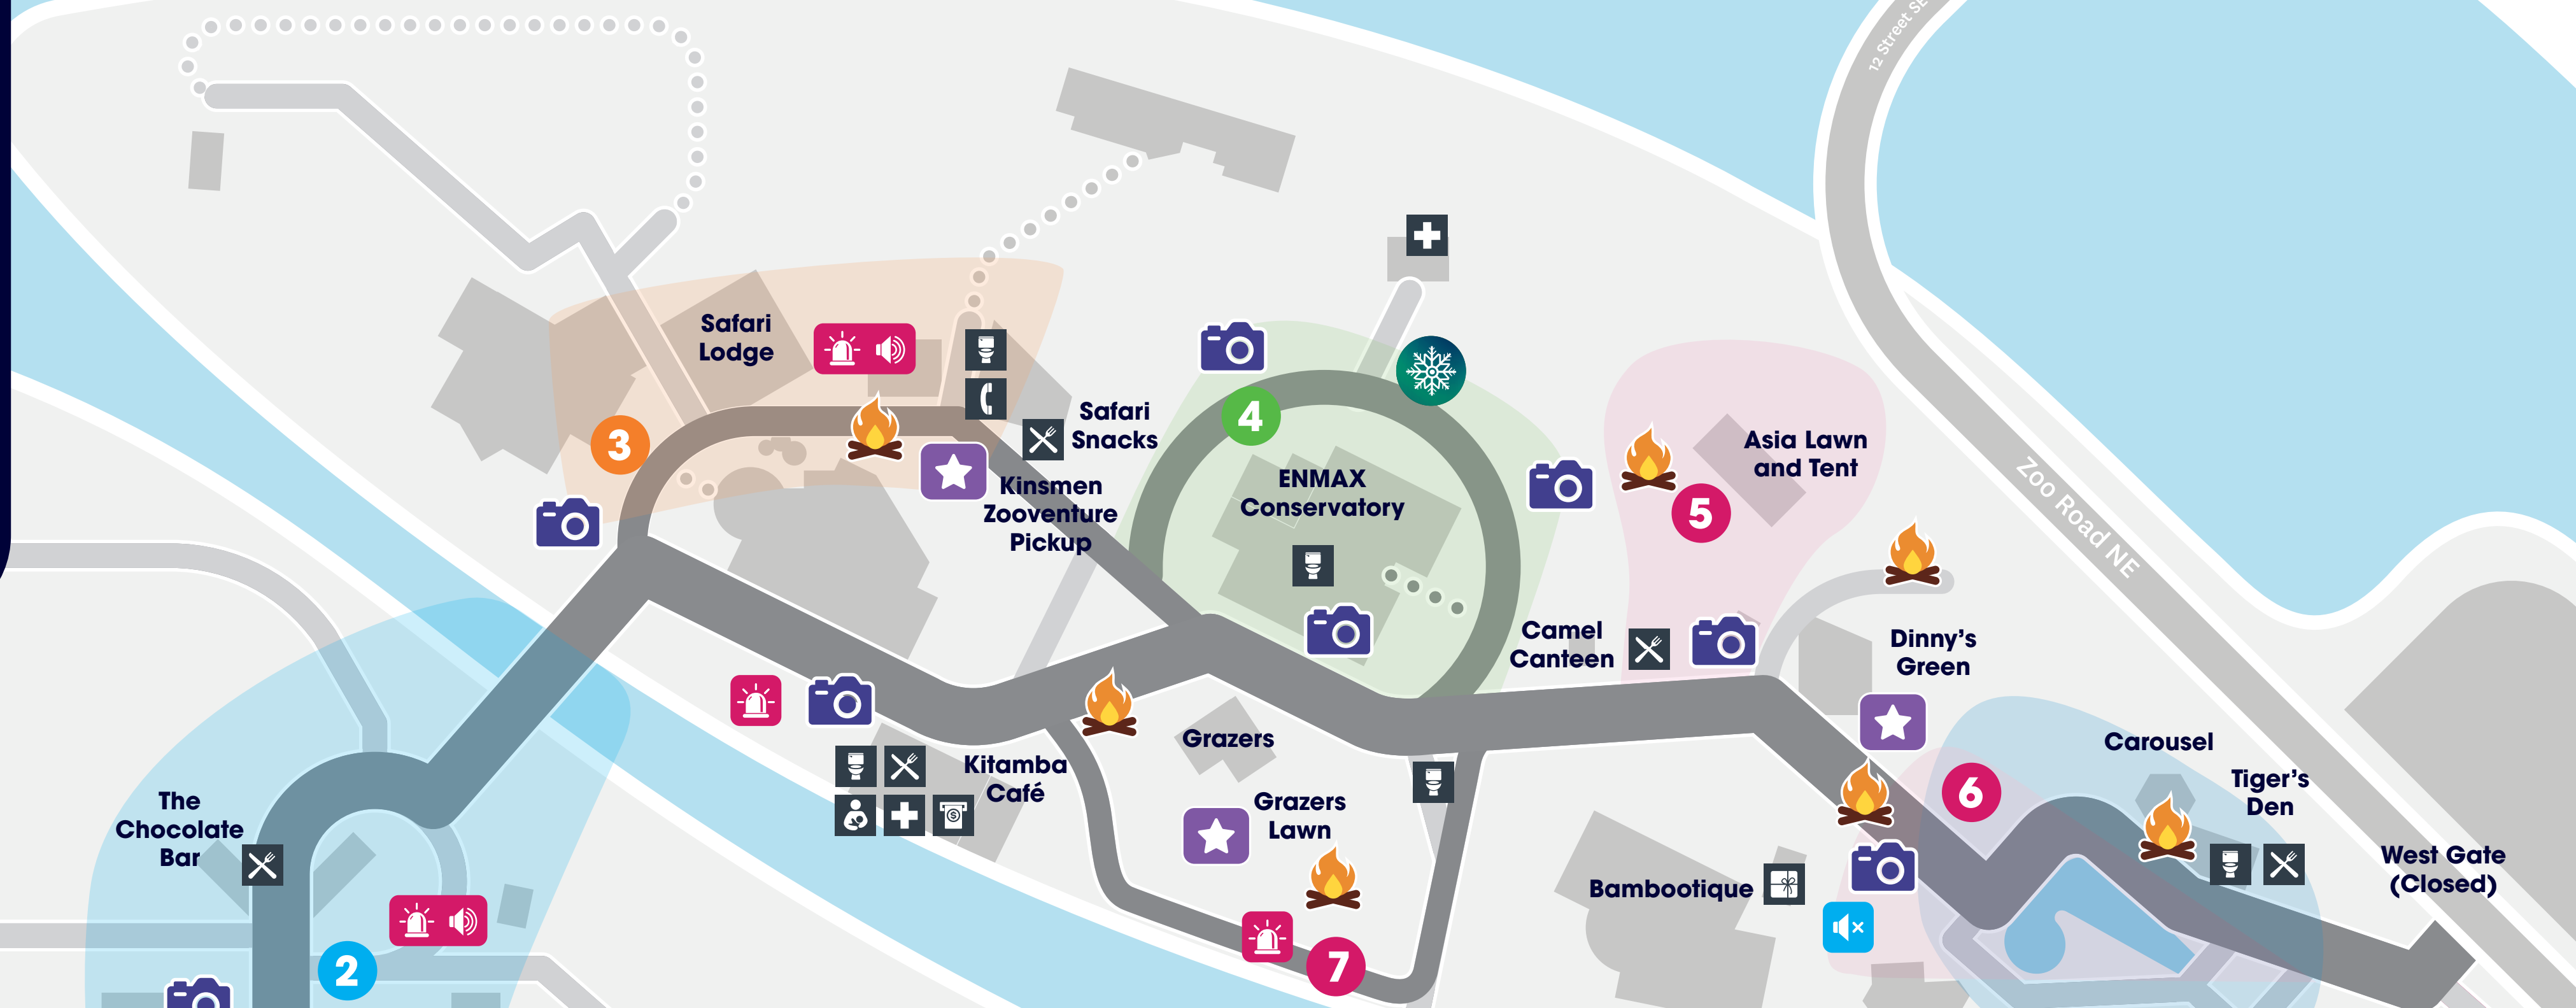 12 Street SE
Safari
Lodge
3
Safari
Snacks
Kinsmen
Zooventure
Pickup
4
ENMAX
Conservatory
5
Asia Lawn
and Tent
Zoo Road NE
Camel
Canteen
Dinny's
Green
Grazers
Kitamba
Café
Grazers
Lawn
Carousel
6
Tiger's
Den
The
Chocolate
Bar
West Gate
(Closed)
Bambootique
2
7